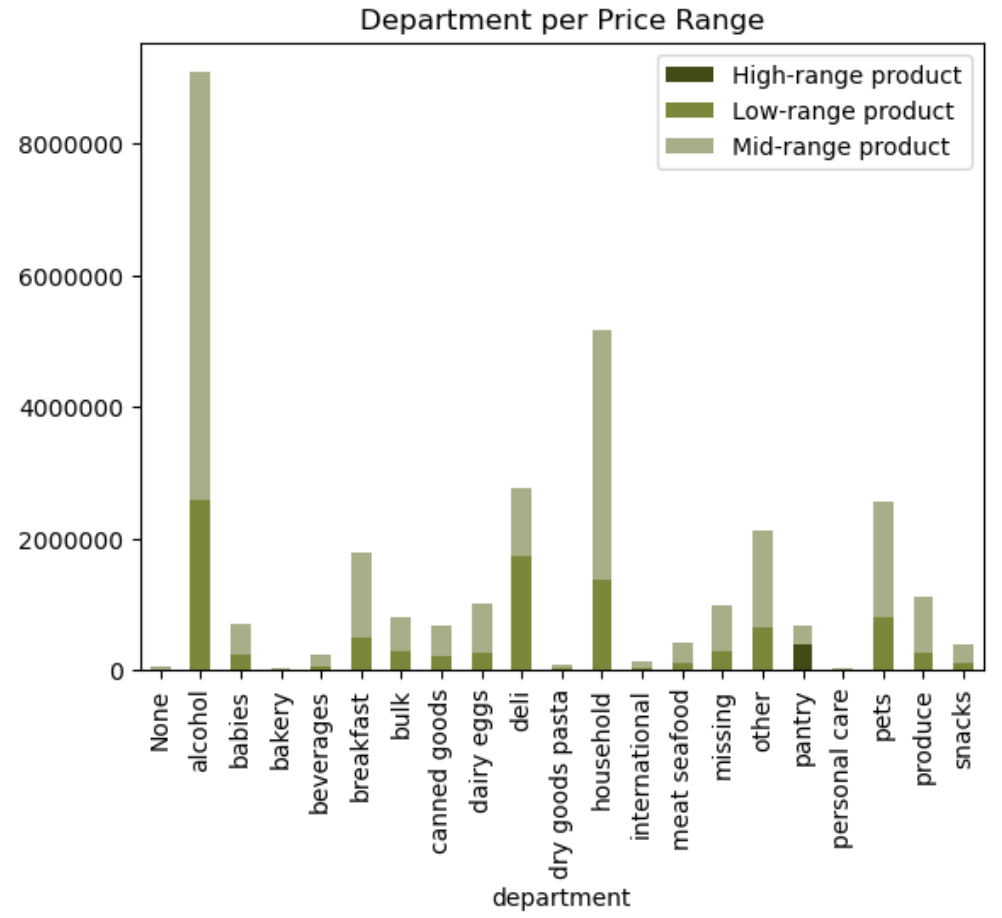 Department per Price Range
High-range product
Low-range product
Mid-range product
8000000
6000000
4000000
2000000
0
None
alcohol
babies
bakery
beverages
breakfast
bulk
canned goods
dairy eggs
deli
dry goods pasta
household
international
meat seafood
missing
other
pantry
personal care
pets
produce
snacks
department